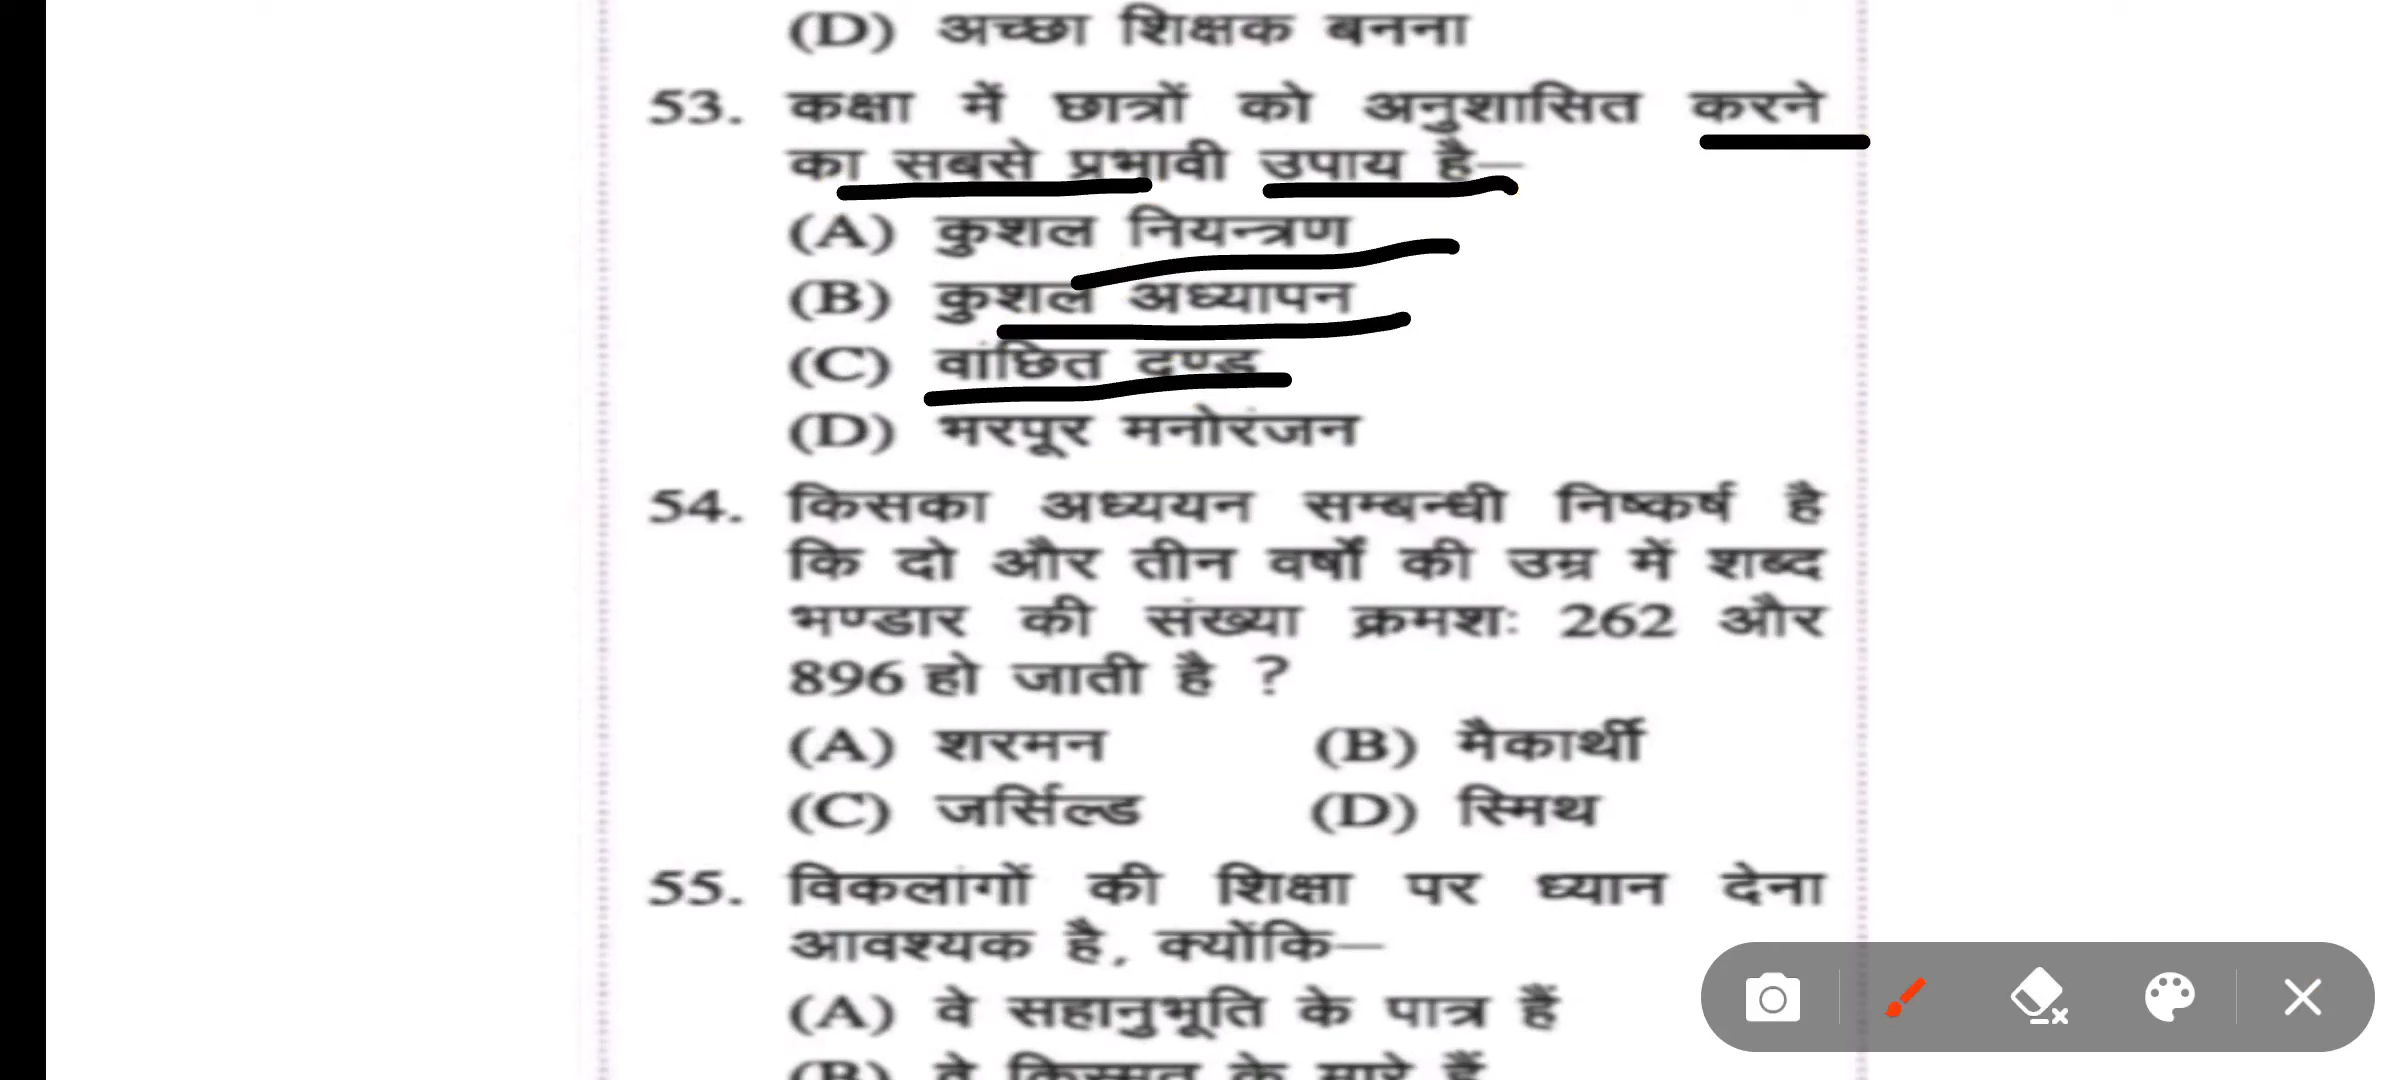 (D) अच्छा शिक्षक बनना
53. कक्षा में छात्रों को अनुशासित करने
का सबसे प्रभावी उपाय है—
(A) कुशल नियन्त्रण
(B) कुशल अध्यापन
(C) वांछित दण्ड
(D) भरपूर मनोरंजन
54. किसका अध्ययन सम्बन्धी निष्कर्ष है
कि दो और तीन वर्षों की उम्र में शब्द
भण्डार की संख्या क्रमशः 262 और
896 हो जाती है ?
(A) शरमन (B) मैकार्थी
(C) जर्सिल्ड (D) स्मिथ
55. विकलांगों की शिक्षा पर ध्यान देना
आवश्यक है, क्योंकि—
(A) वे सहानुभूति के पात्र हैं
(B) वे किस्मत के मारे हैं